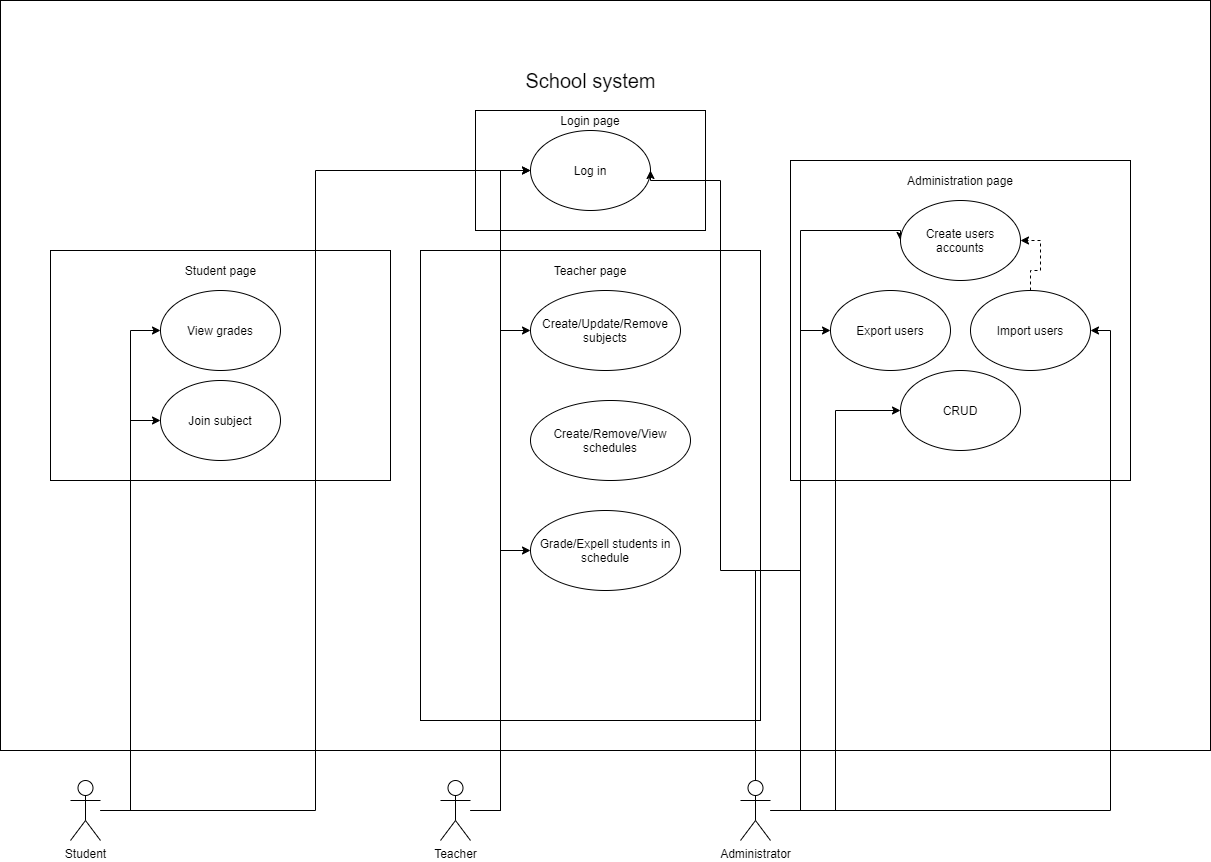 School system
Login page
Log in
Administration page
Create users
accounts
Student page
Teacher page
View grades
Create/Update/Remove
subjects
Export users
Import users
Join subject
Create/Remove/View
schedules
CRUD
Grade/Expell students in
schedule
Student
Teacher
Administrator